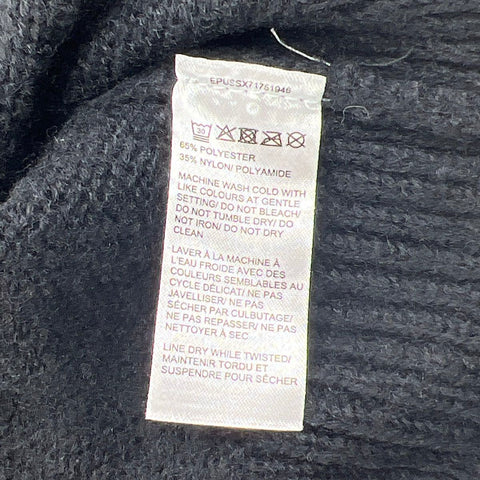 EPUSSX71761946
30
65% POLYESTER
35% NYLON/ POLYAMIDE
MACHINE WASH COLD WITH
LIKE COLOURS AT GENTLE
SETTING/ DO NOT BLEACH/
DO NOT TUMBLE DRY/ DO
NOT IRON/ DO NOT DRY
CLEAN
LAVER À LA MACHINE À
L'EAU FROIDE AVEC DES
COULEURS SEMBLABLES AU
CYCLE DÉLICAT/ NE PAS
JAVELLISER/ NE PAS
SÉCHER PAR CULBUTAGE/
NE PAS REPASSER/ NE PAS
NETTOYER À SEC
LINE DRY WHILE TWISTED/
MAINTENIR TORDU ET
SUSPENDRE POUR SÉCHER